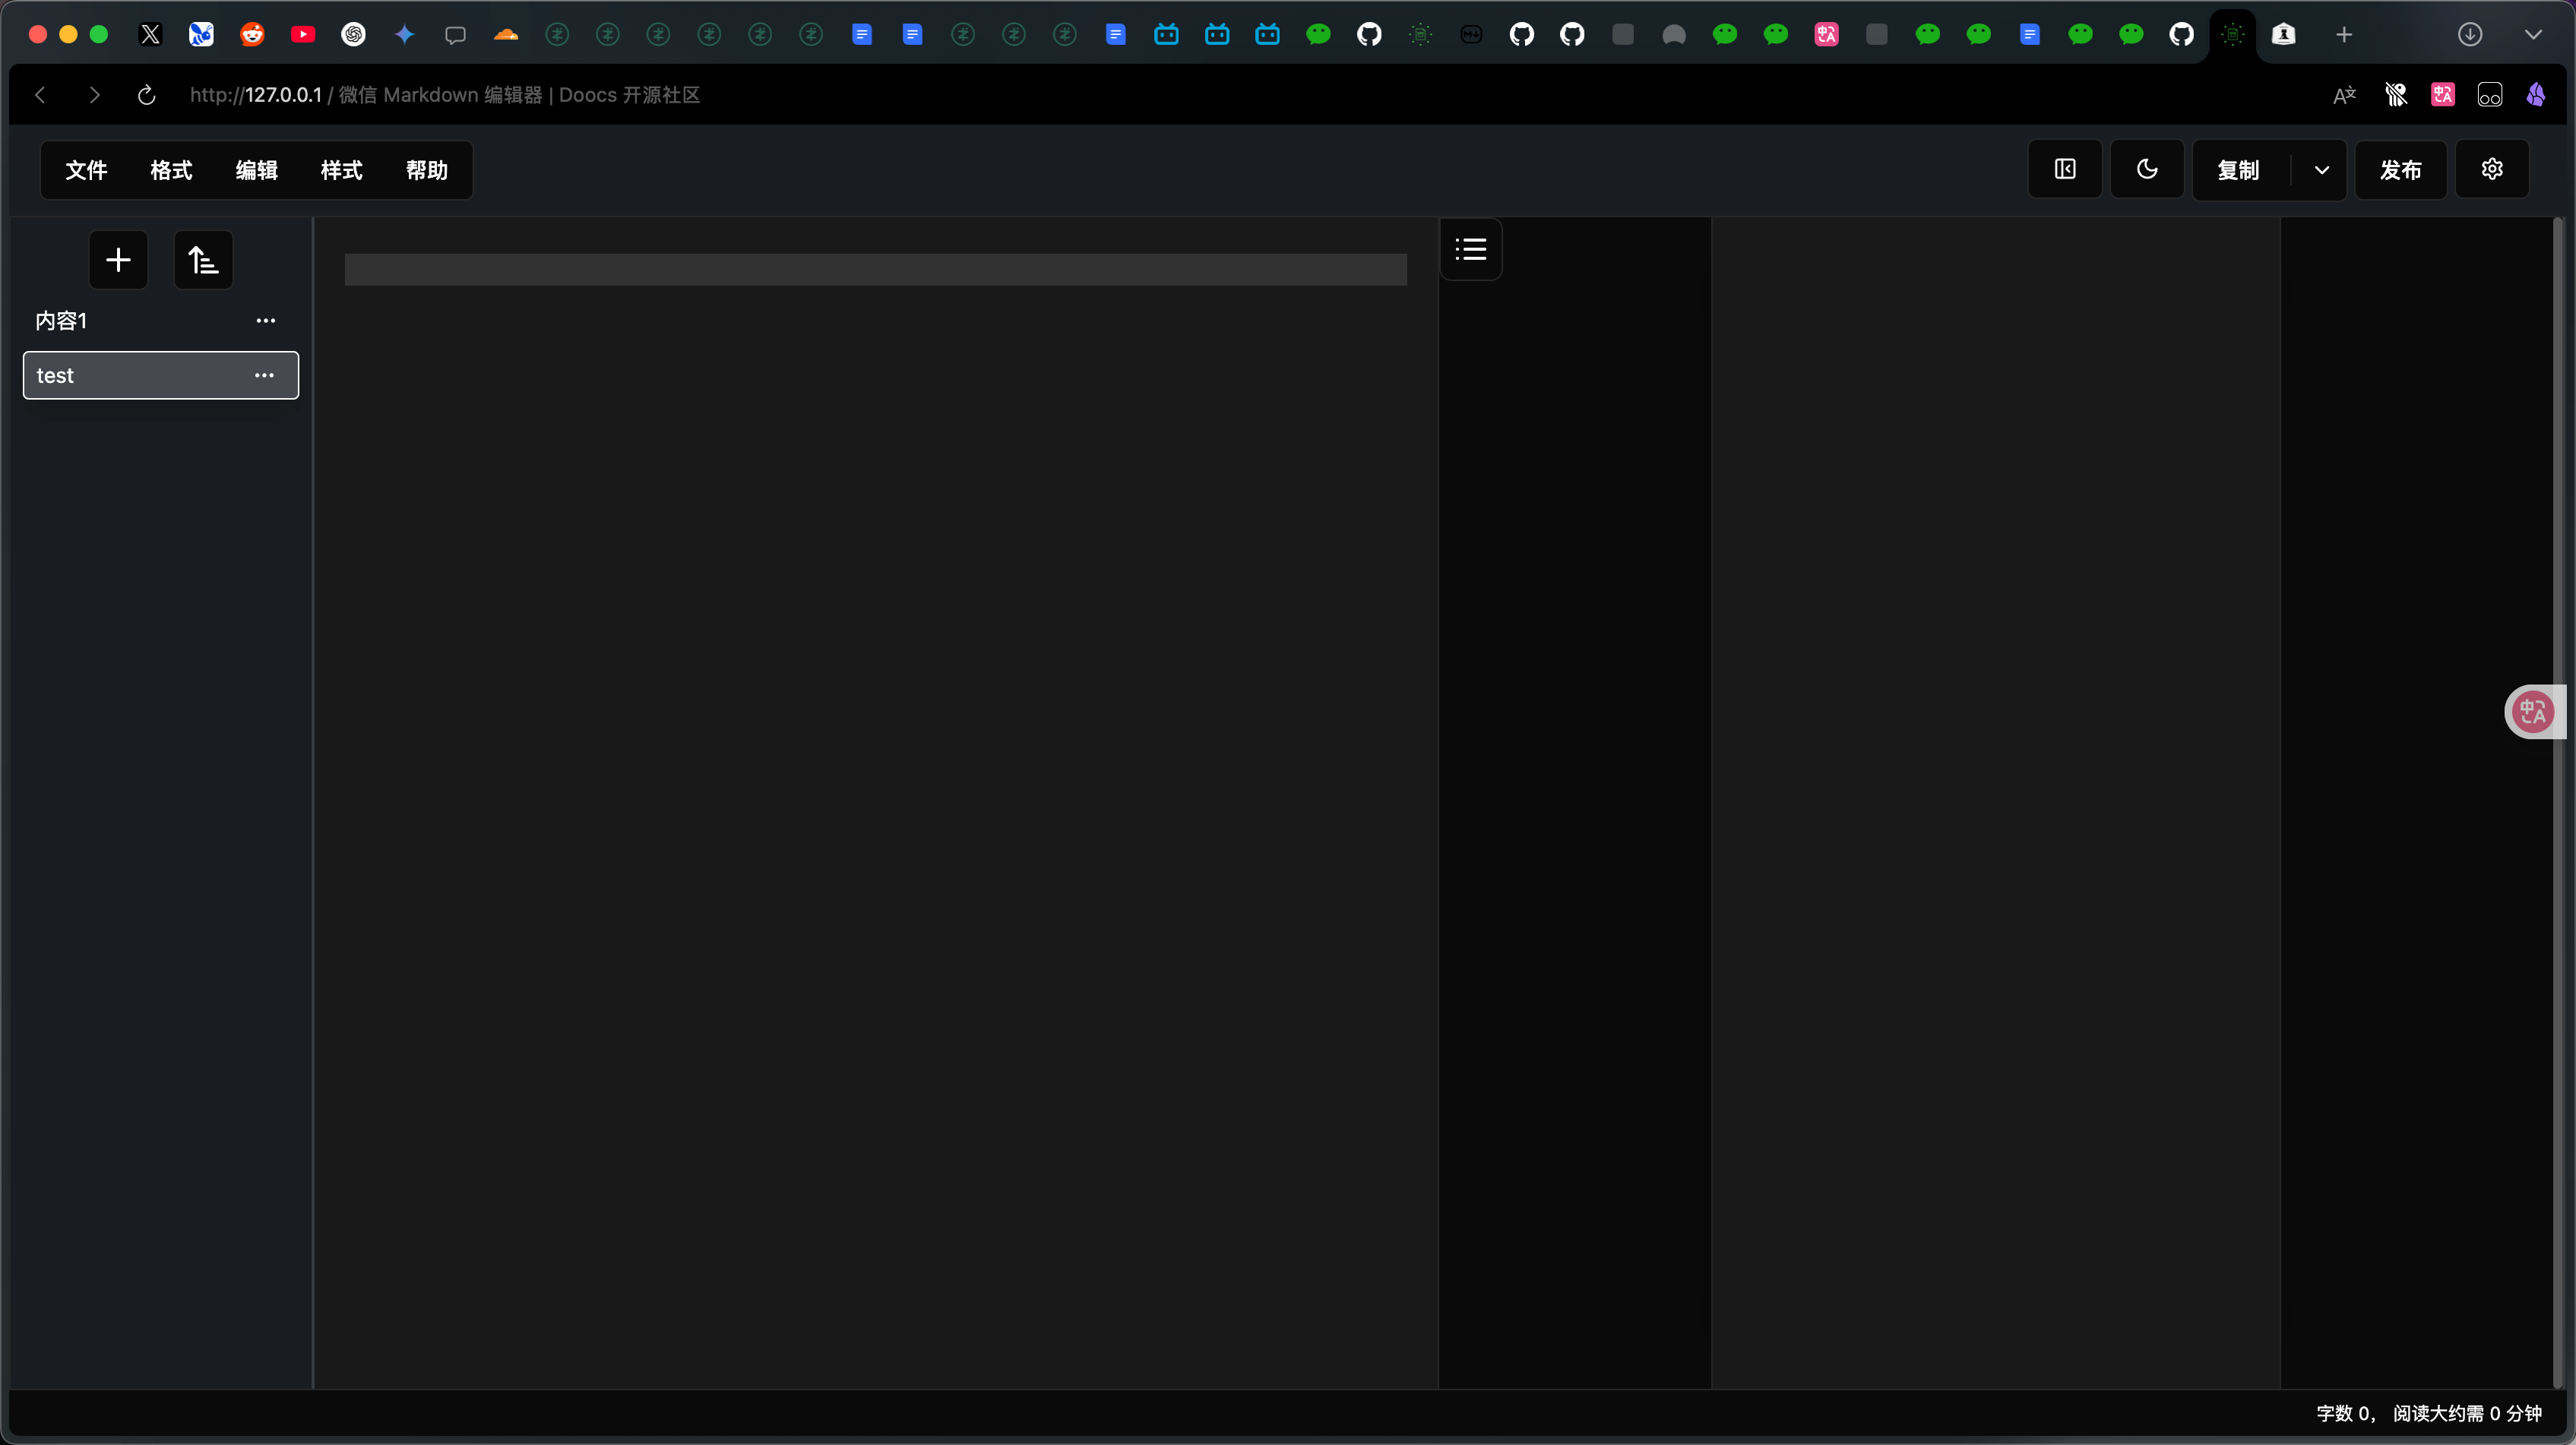 http://127.0.0.1 / 微信 Markdown 编辑器 | Doocs 开源社区
文件 格式 编辑 样式 帮助
复制 发布
内容1
test
字数 0， 阅读大约需 0 分钟